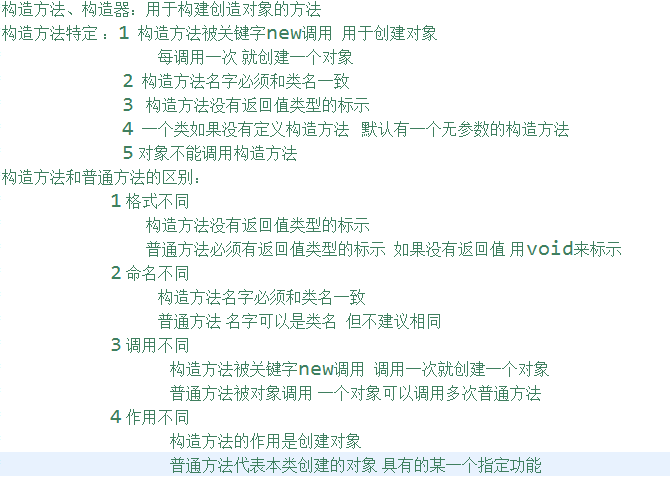 构造方法、构造器：用于构建创造对象的方法
构造方法特定：1 构造方法被关键字new调用 用于创建对象
每调用一次 就创建一个对象
2 构造方法名字必须和类名一致
3 构造方法没有返回值类型的标示
4 一个类如果没有定义构造方法 默认有一个无参数的构造方法
5 对象不能调用构造方法
构造方法和普通方法的区别：
1 格式不同
构造方法没有返回值类型的标示
普通方法必须有返回值类型的标示 如果没有返回值 用void来标示
2 命名不同
构造方法名字必须和类名一致
普通方法 名字可以是类名 但不建议相同
3 调用不同
构造方法被关键字new调用 调用一次就创建一个对象
普通方法被对象调用 一个对象可以调用多次普通方法
4 作用不同
构造方法的作用是创建对象
普通方法代表本类创建的对象 具有的某一个指定功能